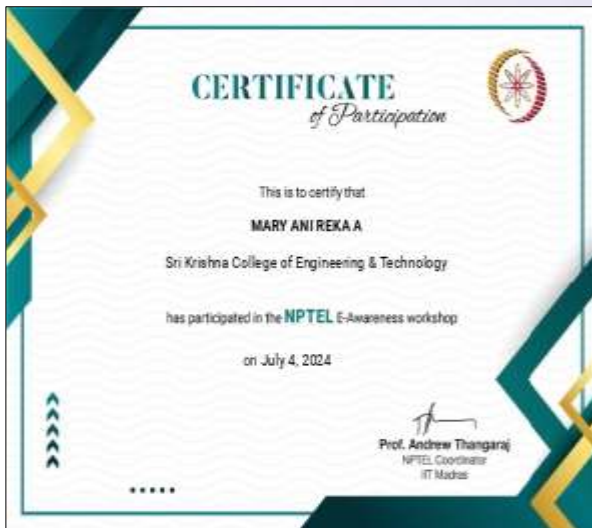 CERTIFICATE
of Participation
This is to certify that
MARY ANI REKA A
Sri Krishna College of Engineering & Technology
has participated in the NPTEL E-Awareness workshop
on July 4, 2024
Prof. Andrew Thangaraj
NPTEL Coordinator
IIT Madras